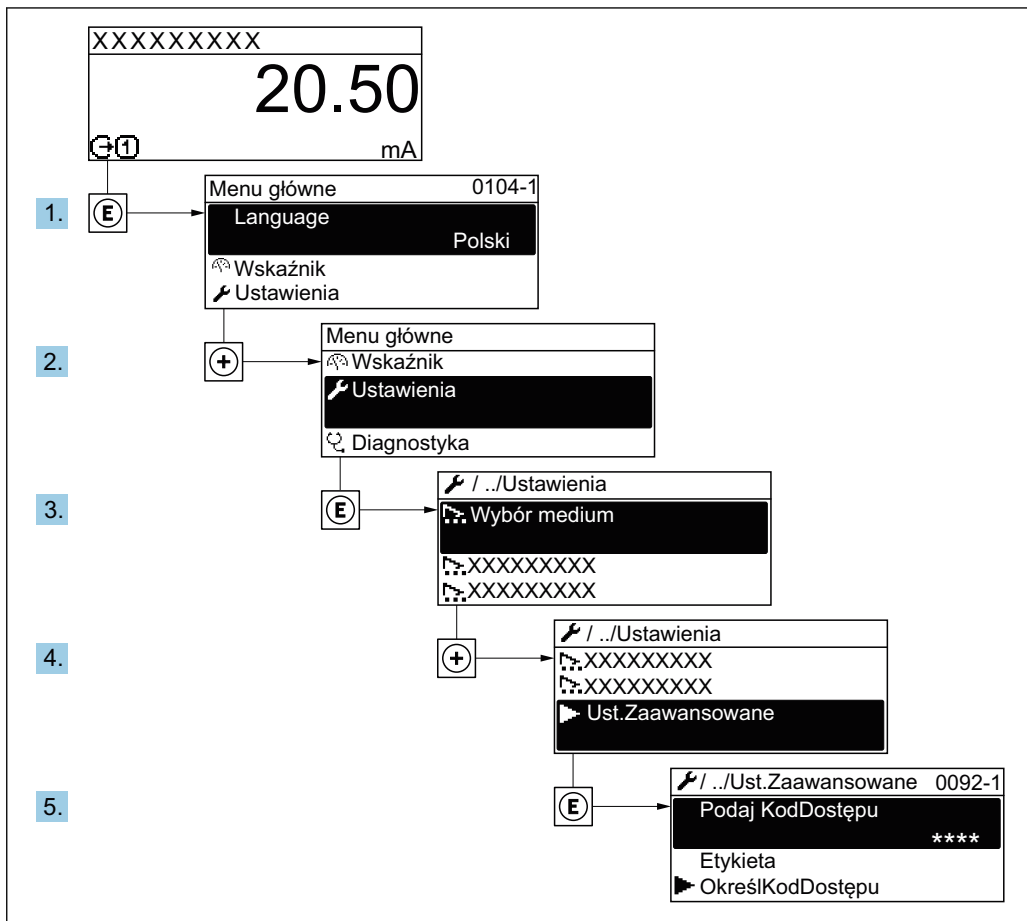 XXXXXXXXX
20.50
1 mA
1. E Menu główne 0104-1
Language
Polski
Wskaźnik
Ustawienia
2. + Menu główne
Wskaźnik
Ustawienia
Diagnostyka
3. E / ../Ustawienia
Wybór medium
XXXXXXXXX
XXXXXXXXX
4. + / ../Ustawienia
XXXXXXXXX
XXXXXXXXX
Ust.Zaawansowane
5. E / ../Ust.Zaawansowane 0092-1
Podaj KodDostępu
****
Etykieta
OkreślKodDostępu